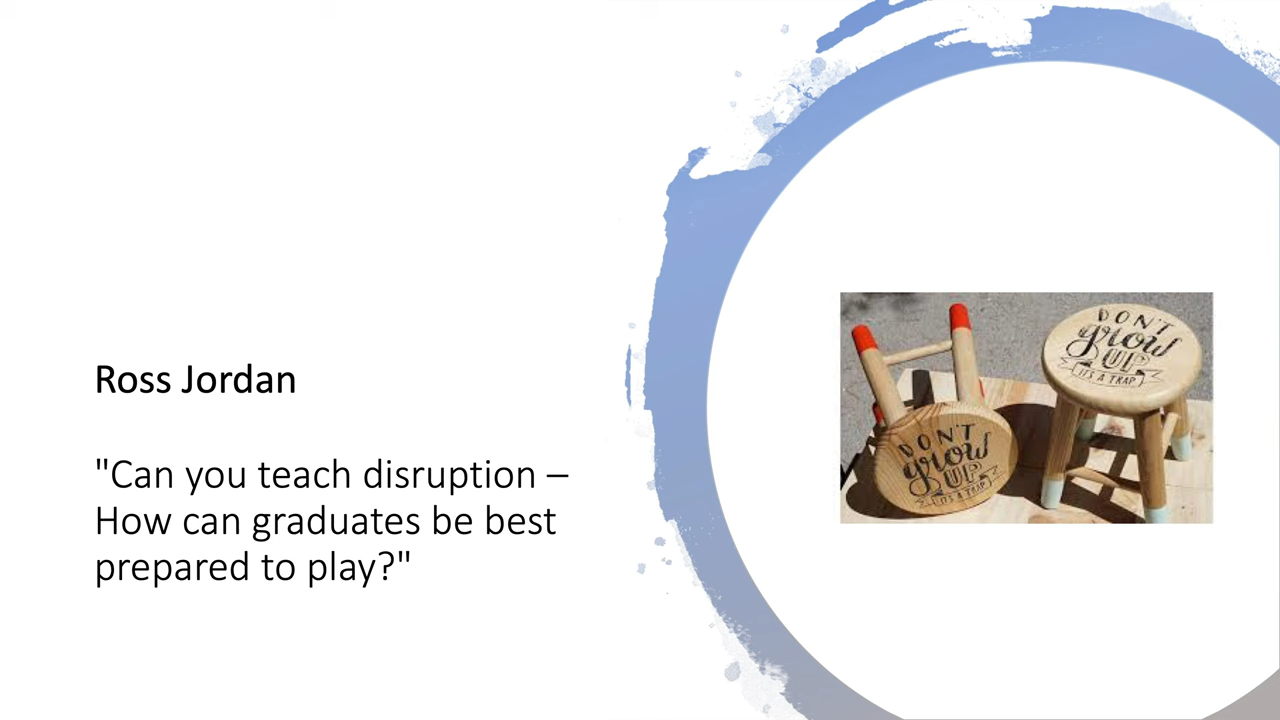 Ross Jordan
"Can you teach disruption –
How can graduates be best
prepared to play?"
DON'T
grow
UP
IT'S A TRAP
DON'T
grow
UP
IT'S A TRAP